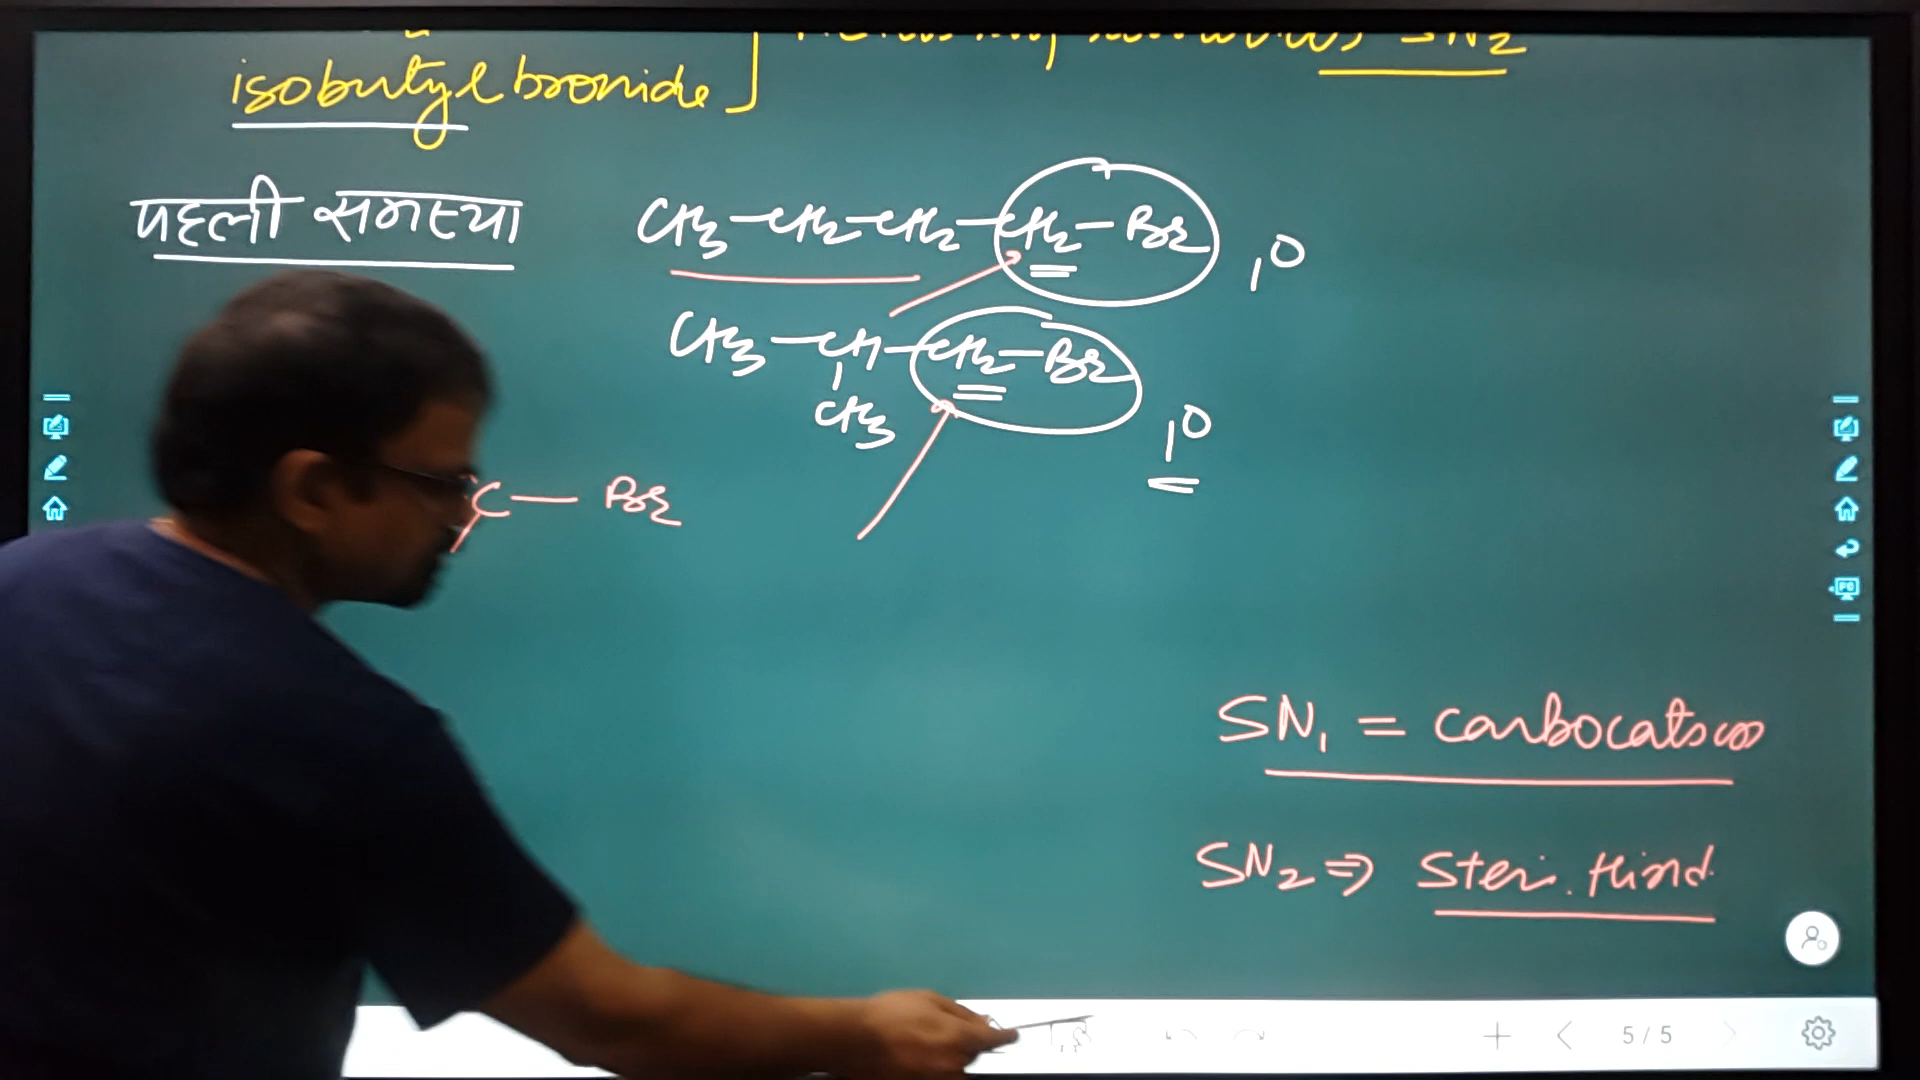 SN2
isobutyl bromide]
पहली समस्या
CH3-CH2-CH2-CH2-Br 1°
CH3-CH-CH2-Br
CH3 1°
C-Br
SN1 = carbocation
SN2 ⇒ Steri. Hind.
5 / 5